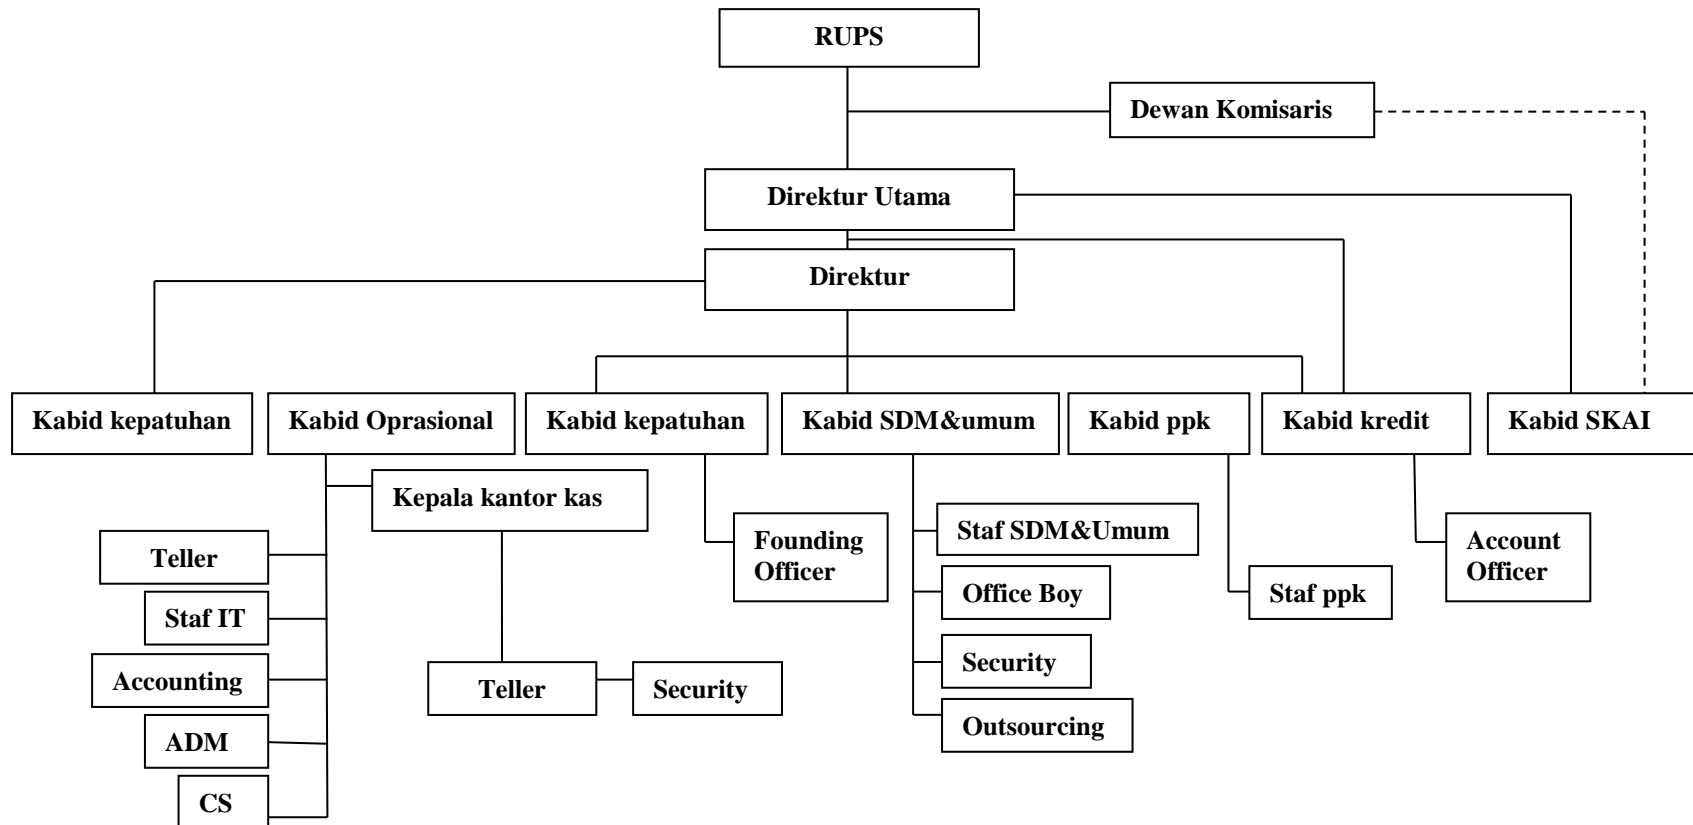 RUPS
Dewan Komisaris
Direktur Utama
Direktur
Kabid kepatuhan
Kabid Oprasional
Kabid kepatuhan
Kabid SDM&umum
Kabid ppk
Kabid kredit
Kabid SKAI
Kepala kantor kas
Teller
Staf IT
Accounting
ADM
CS
Teller
Security
Founding
Officer
Staf SDM&Umum
Office Boy
Security
Outsourcing
Staf ppk
Account
Officer